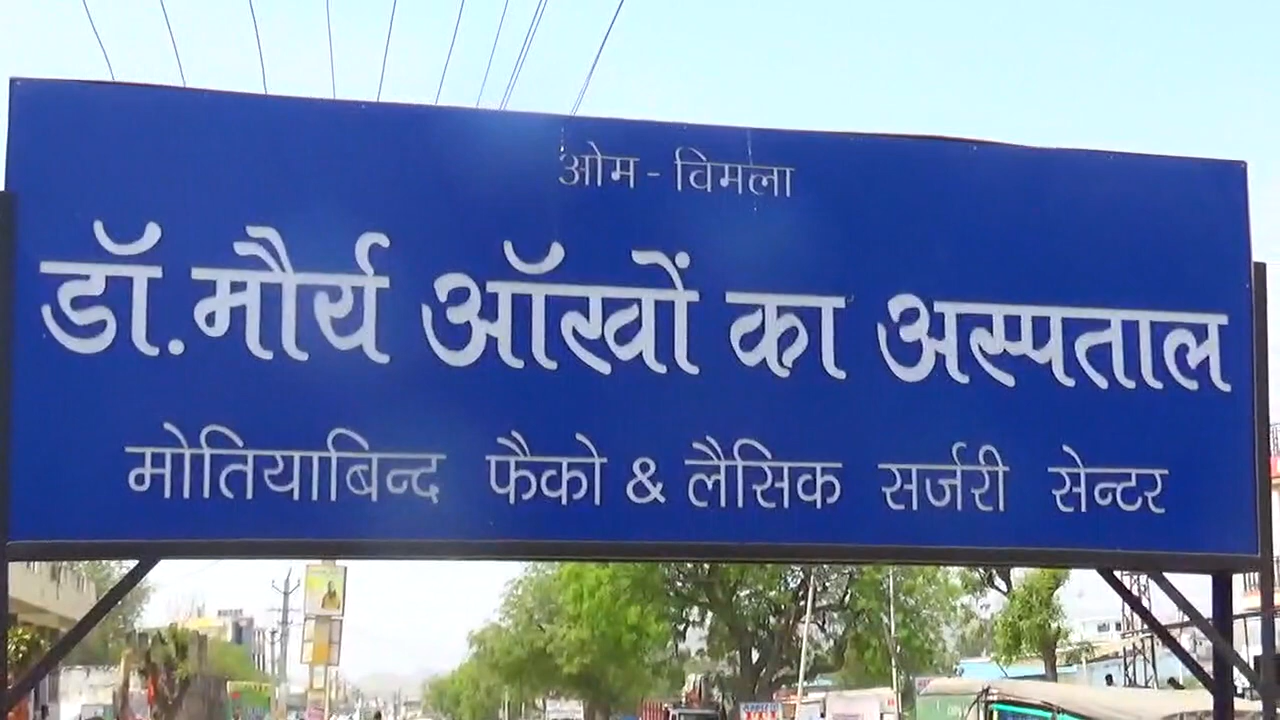 ओम - विमला
डॉ. मौर्य ऑखों का अस्पताल
मोतियाबिन्द फैको & लैसिक सर्जरी सेन्टर